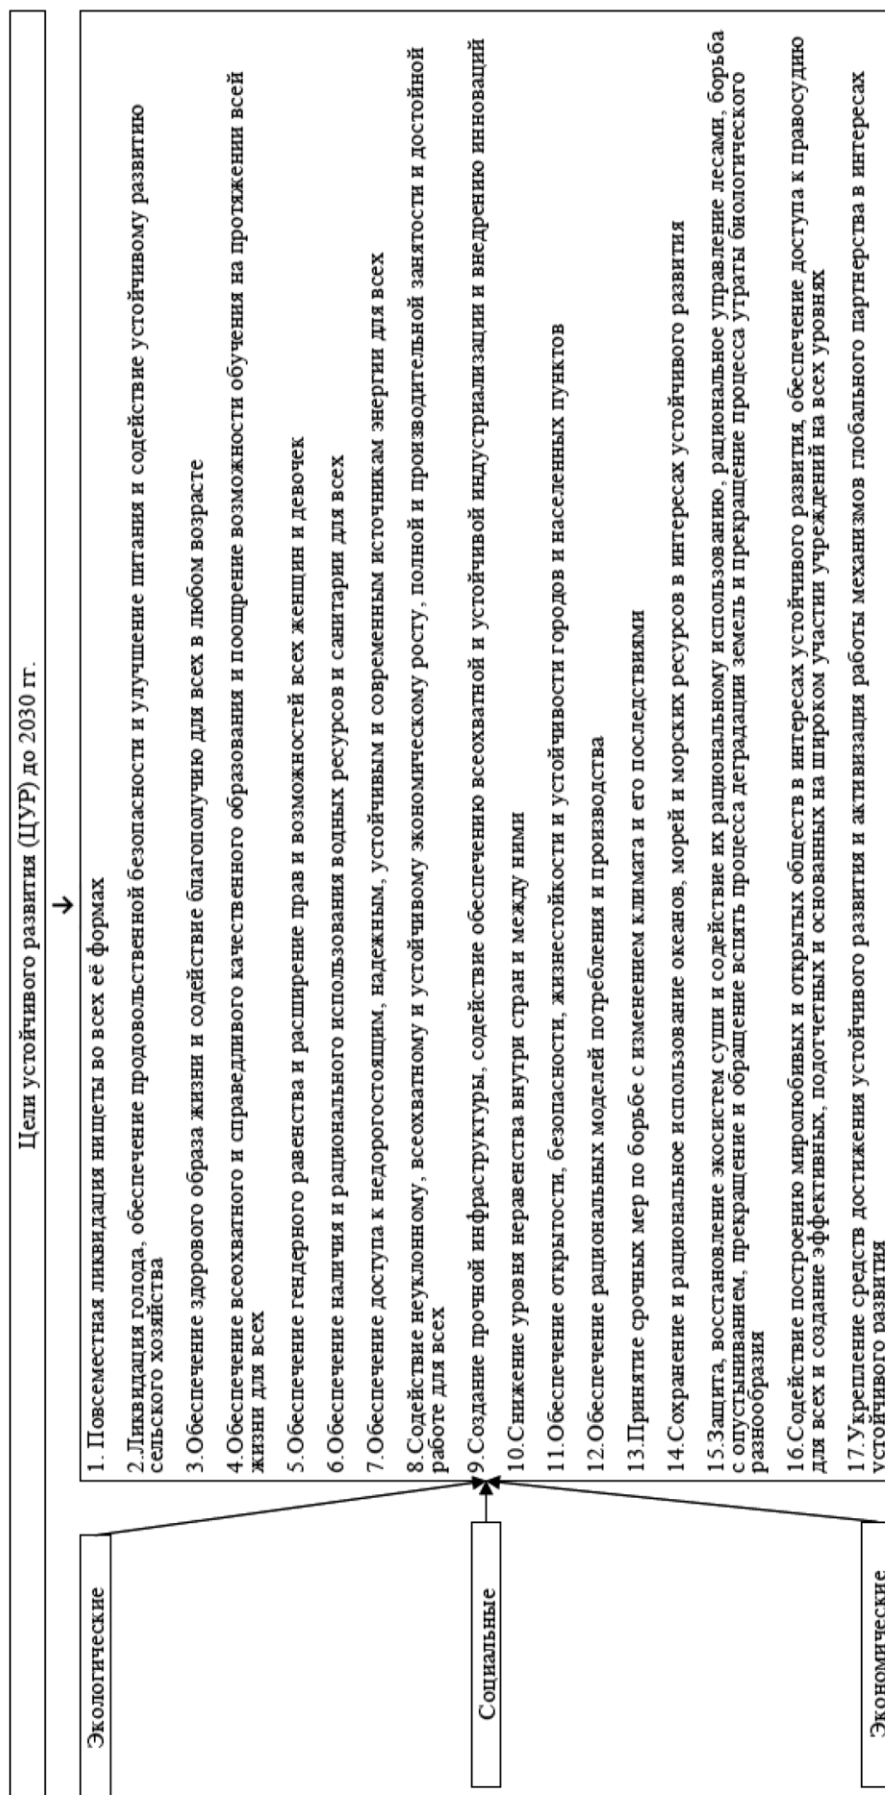 Цели устойчивого развития (ЦУР) до 2030 гг.
Экологические
Социальные
Экономические
1. Повсеместная ликвидация нищеты во всех её формах
2.Ликвидация голода, обеспечение продовольственной безопасности и улучшение питания и содействие устойчивому развитию
сельского хозяйства
3.Обеспечение здорового образа жизни и содействие благополучию для всех в любом возрасте
4.Обеспечение всеохватного и справедливого качественного образования и поощрение возможности обучения на протяжении всей
жизни для всех
5.Обеспечение гендерного равенства и расширение прав и возможностей всех женщин и девочек
6.Обеспечение наличия и рационального использования водных ресурсов и санитарии для всех
7.Обеспечение доступа к недорогостоящим, надежным, устойчивым и современным источникам энергии для всех
8.Содействие неуклонному, всеохватному и устойчивому экономическому росту, полной и производительной занятости и достойной
работе для всех
9.Создание прочной инфраструктуры, содействие обеспечению всеохватной и устойчивой индустриализации и внедрению инноваций
10.Снижение уровня неравенства внутри стран и между ними
11.Обеспечение открытости, безопасности, жизнестойкости и устойчивости городов и населенных пунктов
12.Обеспечение рациональных моделей потребления и производства
13.Принятие срочных мер по борьбе с изменением климата и его последствиями
14.Сохранение и рациональное использование океанов, морей и морских ресурсов в интересах устойчивого развития
15.Защита, восстановление экосистем суши и содействие их рациональному использованию, рациональное управление лесами, борьба
с опустыниванием, прекращение и обращение вспять процесса деградации земель и прекращение процесса утраты биологического
разнообразия
16.Содействие построению миролюбивых и открытых обществ в интересах устойчивого развития, обеспечение доступа к правосудию
для всех и создание эффективных, подотчетных и основанных на широком участии учреждений на всех уровнях
17.Укрепление средств достижения устойчивого развития и активизация работы механизмов глобального партнерства в интересах
устойчивого развития